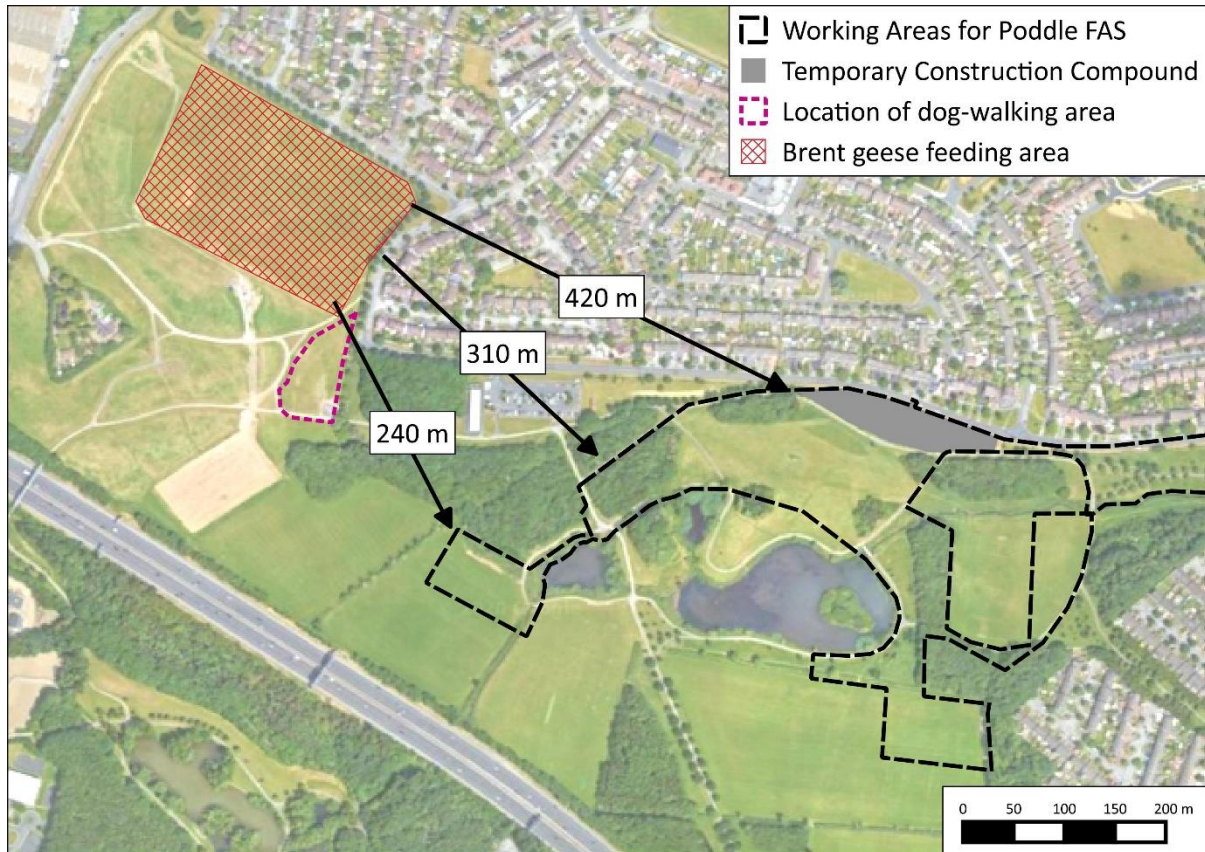 Working Areas for Poddle FAS
Temporary Construction Compound
Location of dog-walking area
Brent geese feeding area
420 m
310 m
240 m
0 50 100 150 200 m